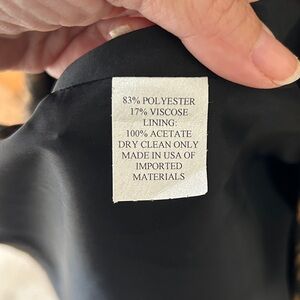 83% POLYESTER
17% VISCOSE
LINING:
100% ACETATE
DRY CLEAN ONLY
MADE IN USA OF
IMPORTED
MATERIALS